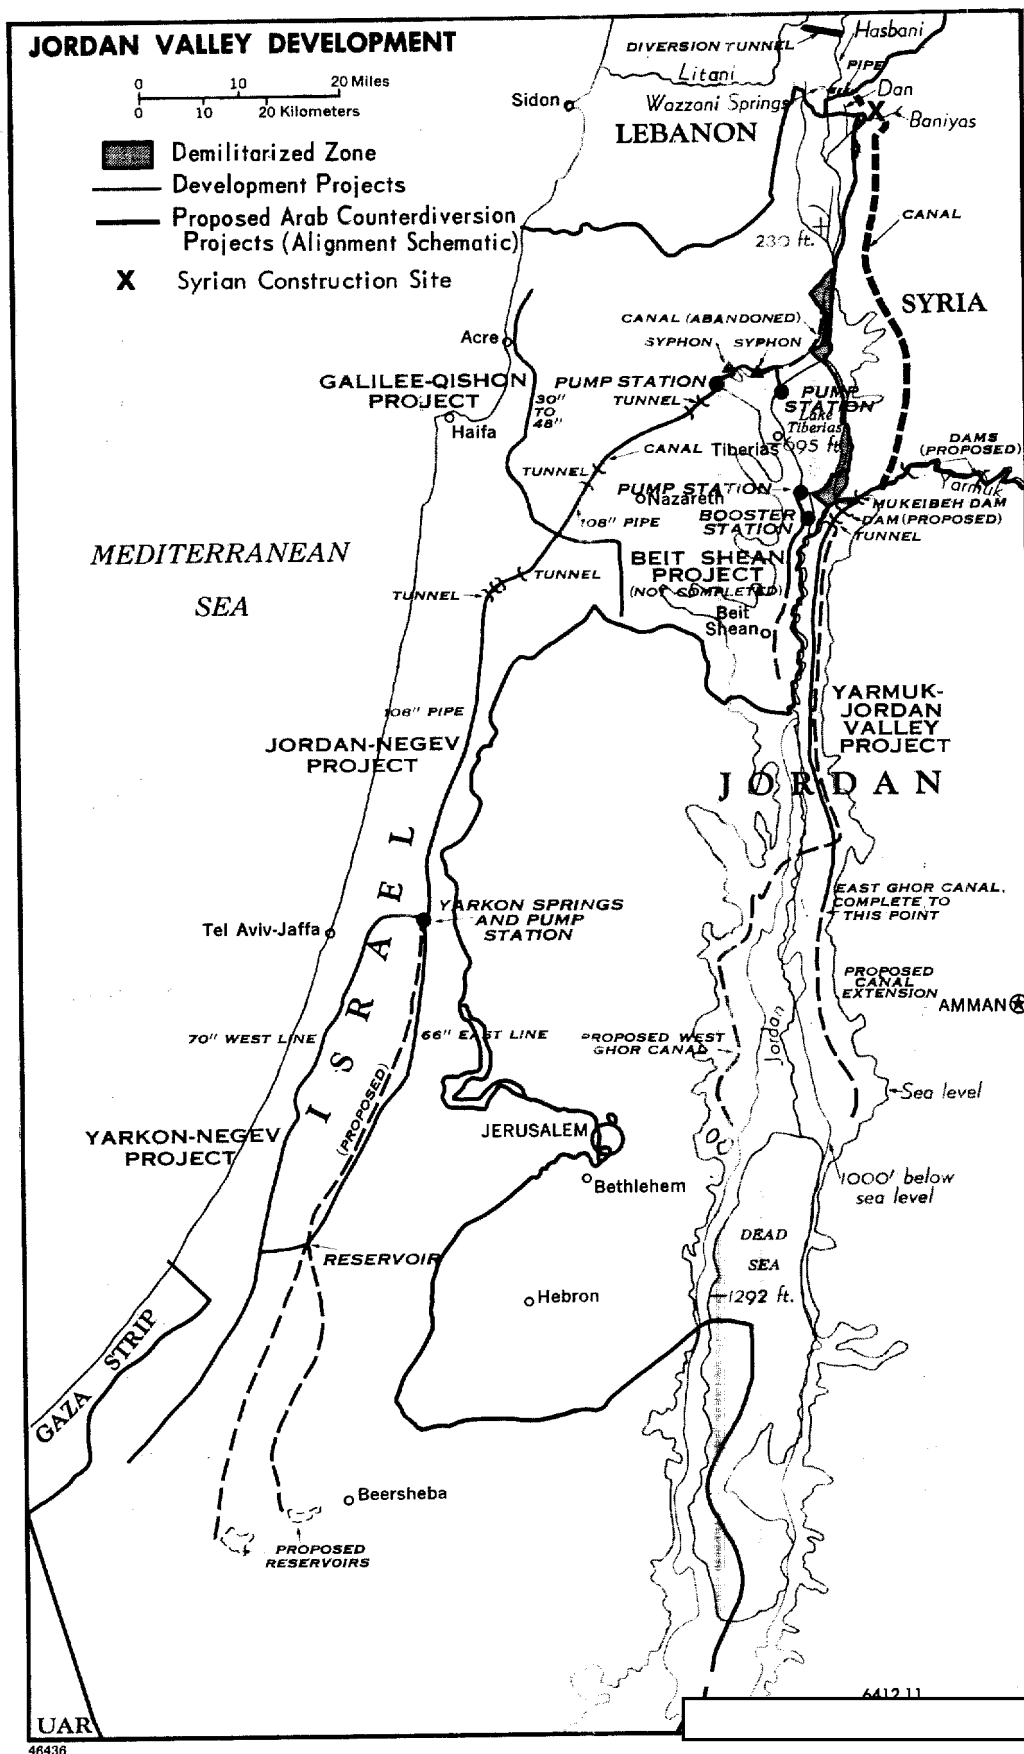 JORDAN VALLEY DEVELOPMENT
0 10 20 Miles
0 10 20 Kilometers
Demilitarized Zone
Development Projects
Proposed Arab Counterdiversion
Projects (Alignment Schematic)
X Syrian Construction Site
Hasbani
DIVERSION TUNNEL
PIPE
Litani
Dan
Sidon
Wazzani Springs
X
Baniyas
LEBANON
CANAL
230 ft.
SYRIA
CANAL (ABANDONED)
Acre
SYPHON SYPHON
GALILEE-QISHON
PROJECT
PUMP STATION
PUMP
STATION
TUNNEL
30"
TO
48"
Lake
Tiberias
Haifa
695 ft.
CANAL
Tiberias
DAMS
(PROPOSED)
TUNNEL
Yarmuk
PUMP STATION
Nazareth
MUKEIBEH DAM
BOOSTER
STATION
DAM (PROPOSED)
108" PIPE
TUNNEL
MEDITERRANEAN
SEA
BEIT SHEAN
PROJECT
(NOT COMPLETED)
TUNNEL
TUNNEL
Beit
Shean
YARMUK-
JORDAN
VALLEY
PROJECT
108" PIPE
JORDAN-NEGEV
PROJECT
JORDAN
ISRAEL
EAST GHOR CANAL,
COMPLETE TO
THIS POINT
YARKON SPRINGS
AND PUMP
STATION
Tel Aviv-Jaffa
PROPOSED
CANAL
EXTENSION
AMMAN
70" WEST LINE
66" EAST LINE
PROPOSED WEST
GHOR CANAL
Jordan
(PROPOSED)
Sea level
YARKON-NEGEV
PROJECT
JERUSALEM
Bethlehem
1000' below
sea level
DEAD
SEA
RESERVOIR
-1292 ft.
Hebron
GAZA STRIP
Beersheba
PROPOSED
RESERVOIRS
6412 11
UAR
46436